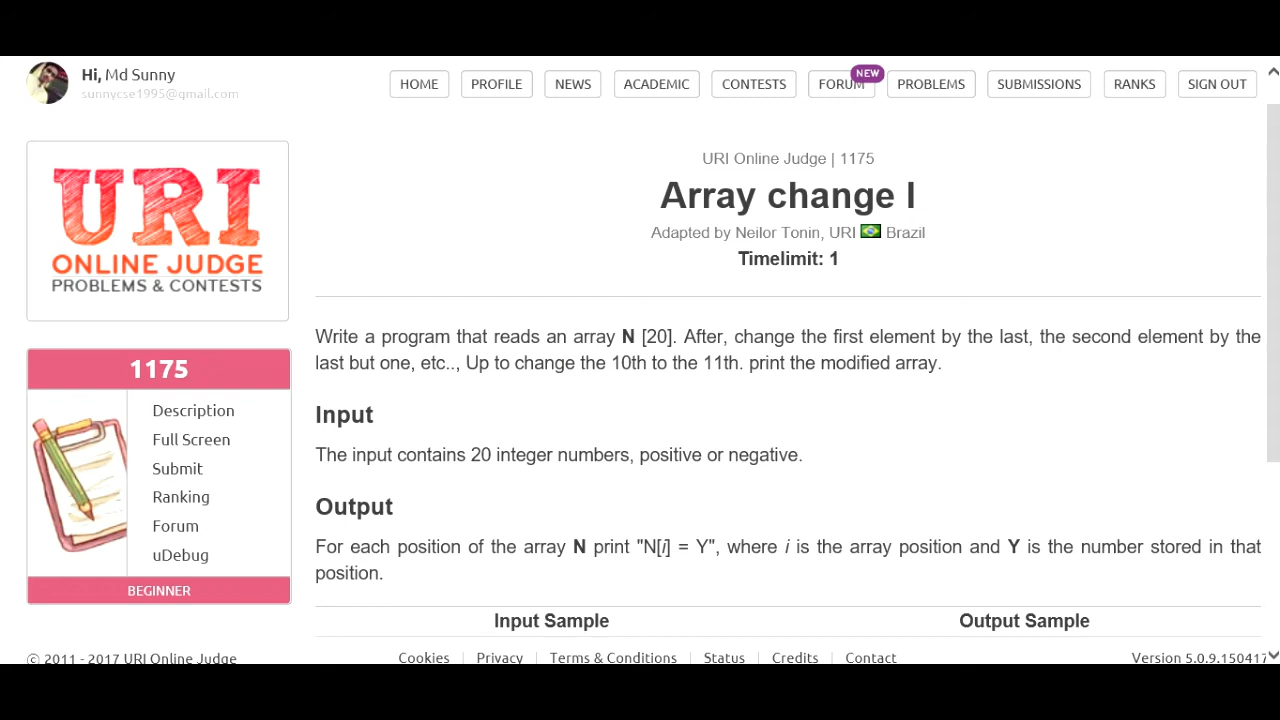 Hi, Md Sunny
sunnycse1995@gmail.com
HOME
PROFILE
NEWS
ACADEMIC
CONTESTS
FORUM
NEW
PROBLEMS
SUBMISSIONS
RANKS
SIGN OUT
URI
ONLINE JUDGE
PROBLEMS & CONTESTS
1175
Description
Full Screen
Submit
Ranking
Forum
uDebug
BEGINNER
URI Online Judge | 1175
Array change I
Adapted by Neilor Tonin, URI Brazil
Timelimit: 1
Write a program that reads an array N [20]. After, change the first element by the last, the second element by the
last but one, etc.., Up to change the 10th to the 11th. print the modified array.
Input
The input contains 20 integer numbers, positive or negative.
Output
For each position of the array N print "N[i] = Y", where i is the array position and Y is the number stored in that
position.
Input Sample
Output Sample
© 2011 - 2017 URI Online Judge
Cookies
Privacy
Terms & Conditions
Status
Credits
Contact
Version 5.0.9.150417